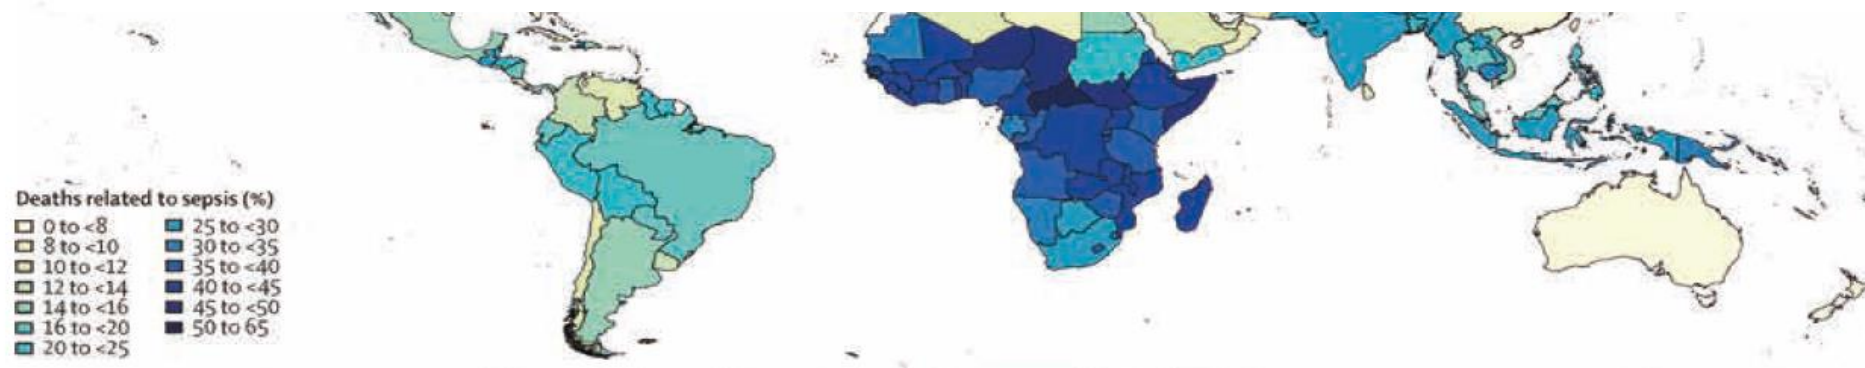 Deaths related to sepsis (%)
0 to <8
8 to <10
10 to <12
12 to <14
14 to <16
16 to <20
20 to <25
25 to <30
30 to <35
35 to <40
40 to <45
45 to <50
50 to 65